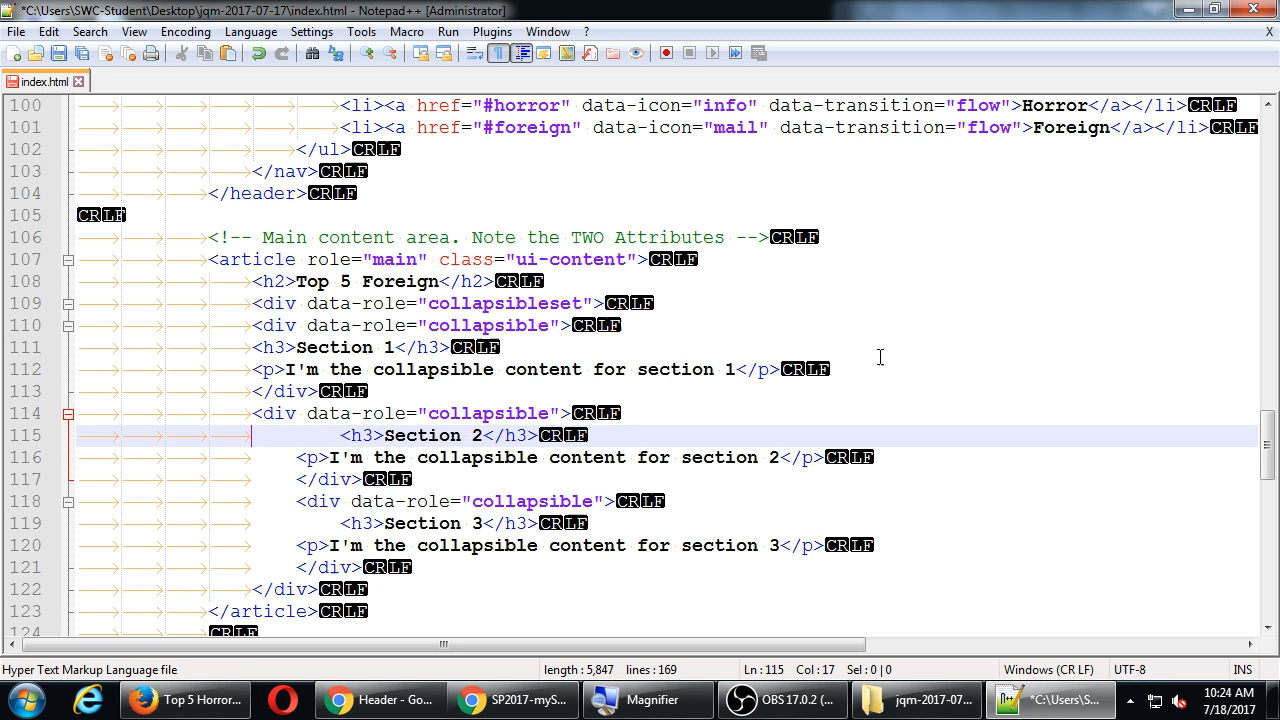 *C:\Users\SWC-Student\Desktop\jqm-2017-07-17\index.html - Notepad++ [Administrator]
File Edit Search View Encoding Language Settings Tools Macro Run Plugins Window ? X
index.html
100 <li><a href="#horror" data-icon="info" data-transition="flow">Horror</a></li>CRLF
101 <li><a href="#foreign" data-icon="mail" data-transition="flow">Foreign</a></li>CRLF
102 </ul>CRLF
103 </nav>CRLF
104 </header>CRLF
105 CRLF
106 <!-- Main content area. Note the TWO Attributes -->CRLF
107 <article role="main" class="ui-content">CRLF
108 <h2>Top 5 Foreign</h2>CRLF
109 <div data-role="collapsibleset">CRLF
110 <div data-role="collapsible">CRLF
111 <h3>Section 1</h3>CRLF
112 <p>I'm the collapsible content for section 1</p>CRLF
113 </div>CRLF
114 <div data-role="collapsible">CRLF
115 <h3>Section 2</h3>CRLF
116 <p>I'm the collapsible content for section 2</p>CRLF
117 </div>CRLF
118 <div data-role="collapsible">CRLF
119 <h3>Section 3</h3>CRLF
120 <p>I'm the collapsible content for section 3</p>CRLF
121 </div>CRLF
122 </div>CRLF
123 </article>CRLF
124 CRLF
Hyper Text Markup Language file length : 5,847 lines : 169 Ln : 115 Col : 17 Sel : 0 | 0 Windows (CR LF) UTF-8 INS
Top 5 Horror... Header - Go... SP2017-myS... Magnifier OBS 17.0.2 (... jqm-2017-07... *C:\Users\S... 10:24 AM
7/18/2017